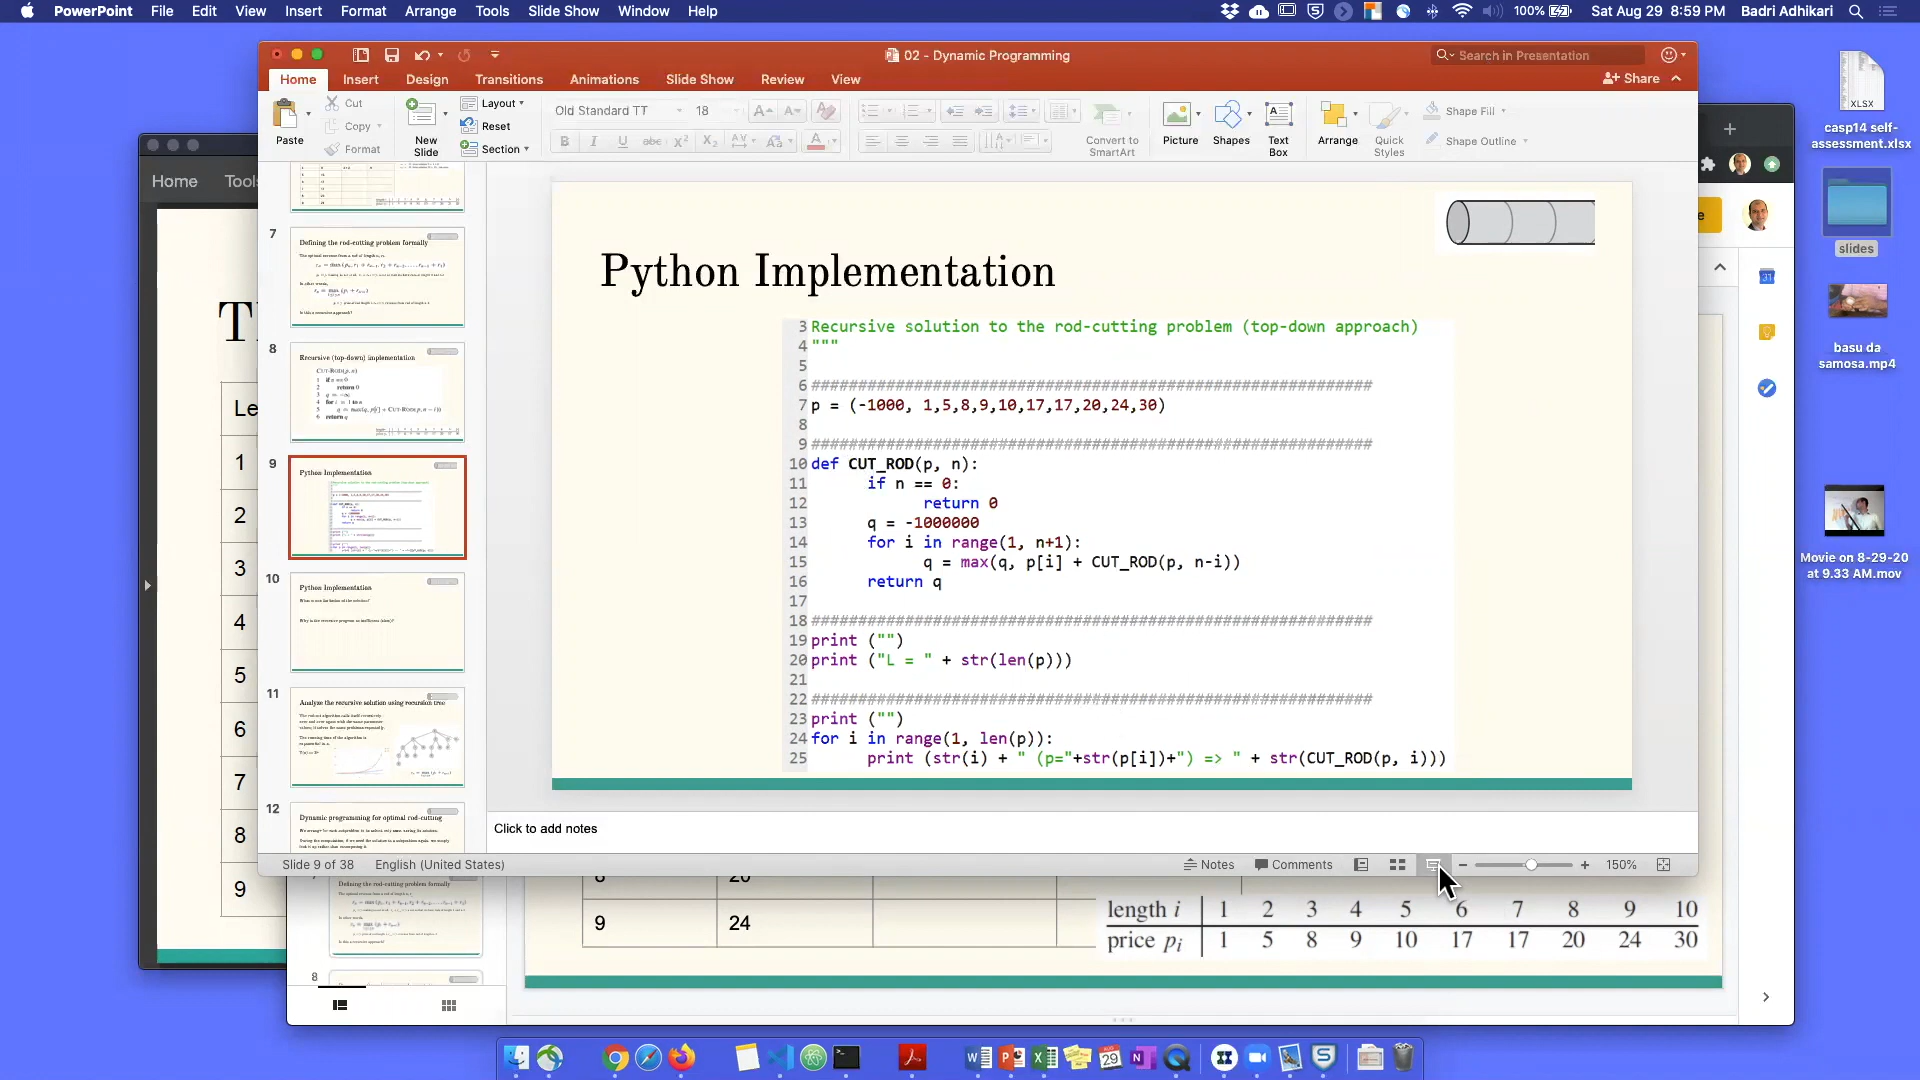 PowerPoint File Edit View Insert Format Arrange Tools Slide Show Window Help
100% Sat Aug 29 8:59 PM Badri Adhikari
02 - Dynamic Programming
Search in Presentation
Home Insert Design Transitions Animations Slide Show Review View
Share
Paste
Cut
Copy
Format
New
Slide
Layout
Reset
Section
Old Standard TT 18
Convert to
SmartArt
Picture
Shapes
Text
Box
Arrange
Quick
Styles
Shape Fill
Shape Outline
7
Defining the rod-cutting problem formally
8
Recursive (top-down) implementation
9
Python Implementation
10
Python Implementation
11
Analyze the recursive solution using recursion tree
12
Dynamic programming for optimal rod-cutting
Python Implementation
3 Recursive solution to the rod-cutting problem (top-down approach)
4 """
5
6 ############################################################
7 p = (-1000, 1,5,8,9,10,17,17,20,24,30)
8
9 ############################################################
10 def CUT_ROD(p, n):
11 if n == 0:
12 return 0
13 q = -1000000
14 for i in range(1, n+1):
15 q = max(q, p[i] + CUT_ROD(p, n-i))
16 return q
17
18 ############################################################
19 print ("")
20 print ("L = " + str(len(p)))
21
22 ############################################################
23 print ("")
24 for i in range(1, len(p)):
25 print (str(i) + " (p="+str(p[i])+") => " + str(CUT_ROD(p, i)))
Click to add notes
Slide 9 of 38 English (United States)
Notes Comments 150%
Home
Le
1
2
3
4
5
6
7
8
9
9 24
length i 1 2 3 4 5 6 7 8 9 10
price pi 1 5 8 9 10 17 17 20 24 30
Defining the rod-cutting problem formally
8
XLSX
casp14 self-
assessment.xlsx
slides
basu da
samosa.mp4
Movie on 8-29-20
at 9.33 AM.mov